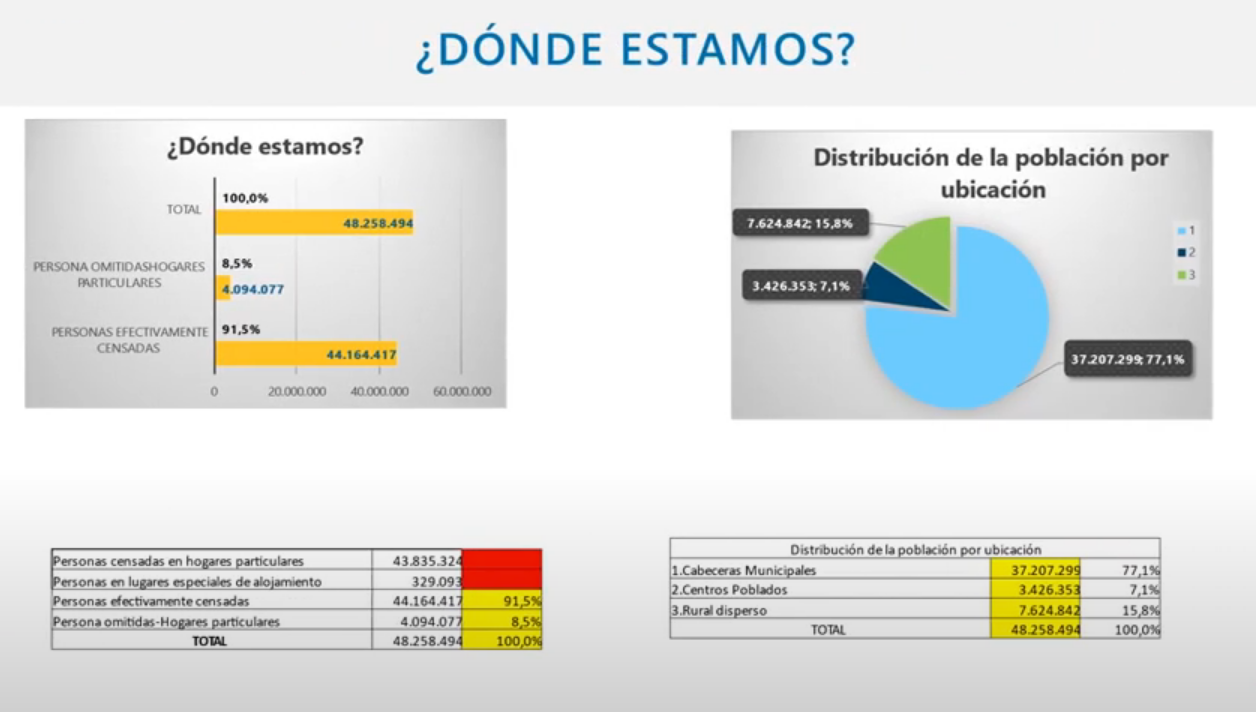 ¿DÓNDE ESTAMOS?
¿Dónde estamos?
TOTAL
100,0%
48.258.494
PERSONA OMITIDASHOGARES
PARTICULARES
8,5%
4.094.077
PERSONAS EFECTIVAMENTE
CENSADAS
91,5%
44.164.417
0 20.000.000 40.000.000 60.000.000
Distribución de la población por
ubicación
7.624.842; 15,8%
3.426.353; 7,1%
37.207.299; 77,1%
1
2
3
Personas censadas en hogares particulares 43.835.324
Personas en lugares especiales de alojamiento 329.093
Personas efectivamente censadas 44.164.417 91,5%
Persona omitidas-Hogares particulares 4.094.077 8,5%
TOTAL 48.258.494 100,0%
Distribución de la población por ubicación
1.Cabeceras Municipales 37.207.299 77,1%
2.Centros Poblados 3.426.353 7,1%
3.Rural disperso 7.624.842 15,8%
TOTAL 48.258.494 100,0%